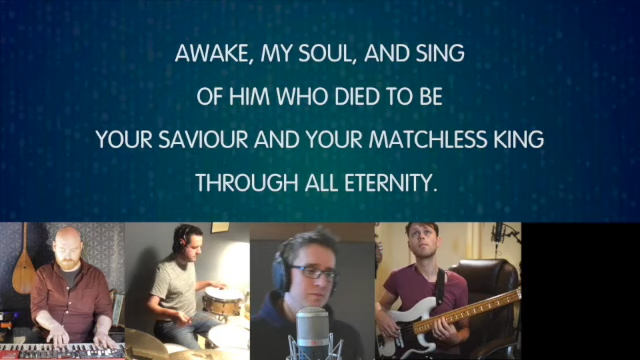 AWAKE, MY SOUL, AND SING
OF HIM WHO DIED TO BE
YOUR SAVIOUR AND YOUR MATCHLESS KING
THROUGH ALL ETERNITY.